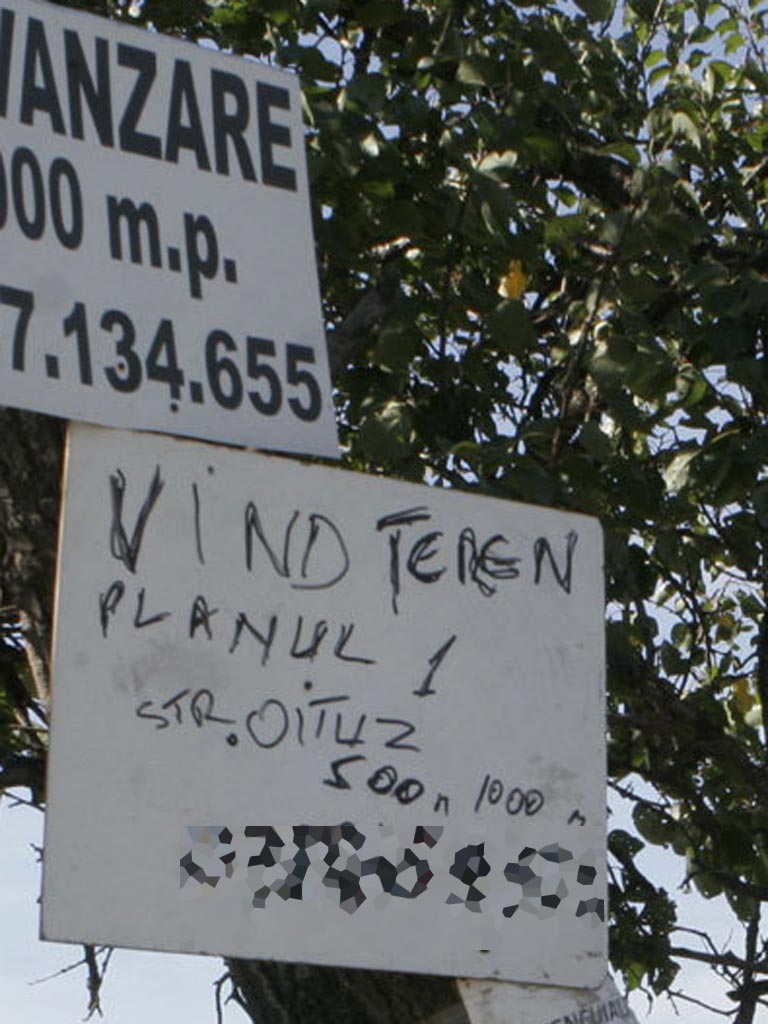 VANZARE
000 m.p.
7.134.655
VIND TEREN
PLANUL 1
STR. OITUZ
500 m 1000 m